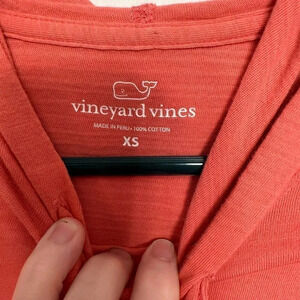 vineyard vines
MADE IN PERU • 100% COTTON
XS